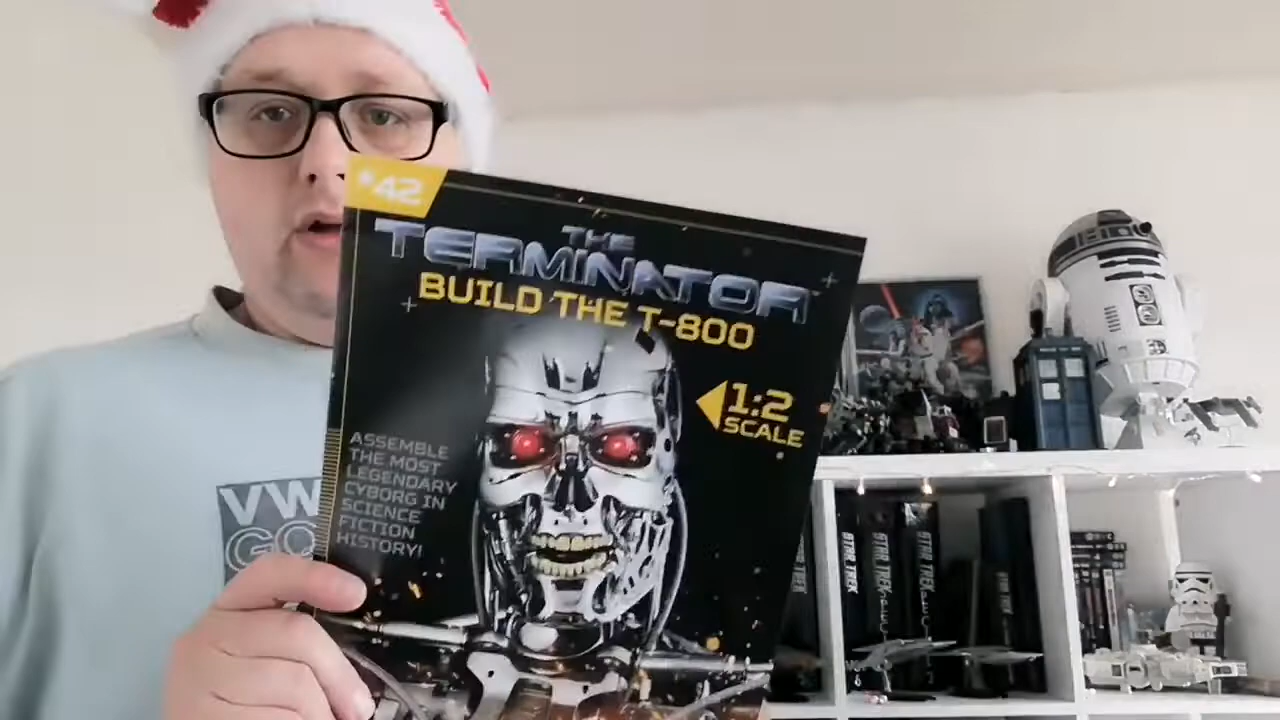 #42
THE
TERMINATOR
BUILD THE T-800
1:2
SCALE
ASSEMBLE
THE MOST
LEGENDARY
CYBORG IN
SCIENCE
FICTION
HISTORY!
VW
STAR TREK
STAR TREK
STAR TREK